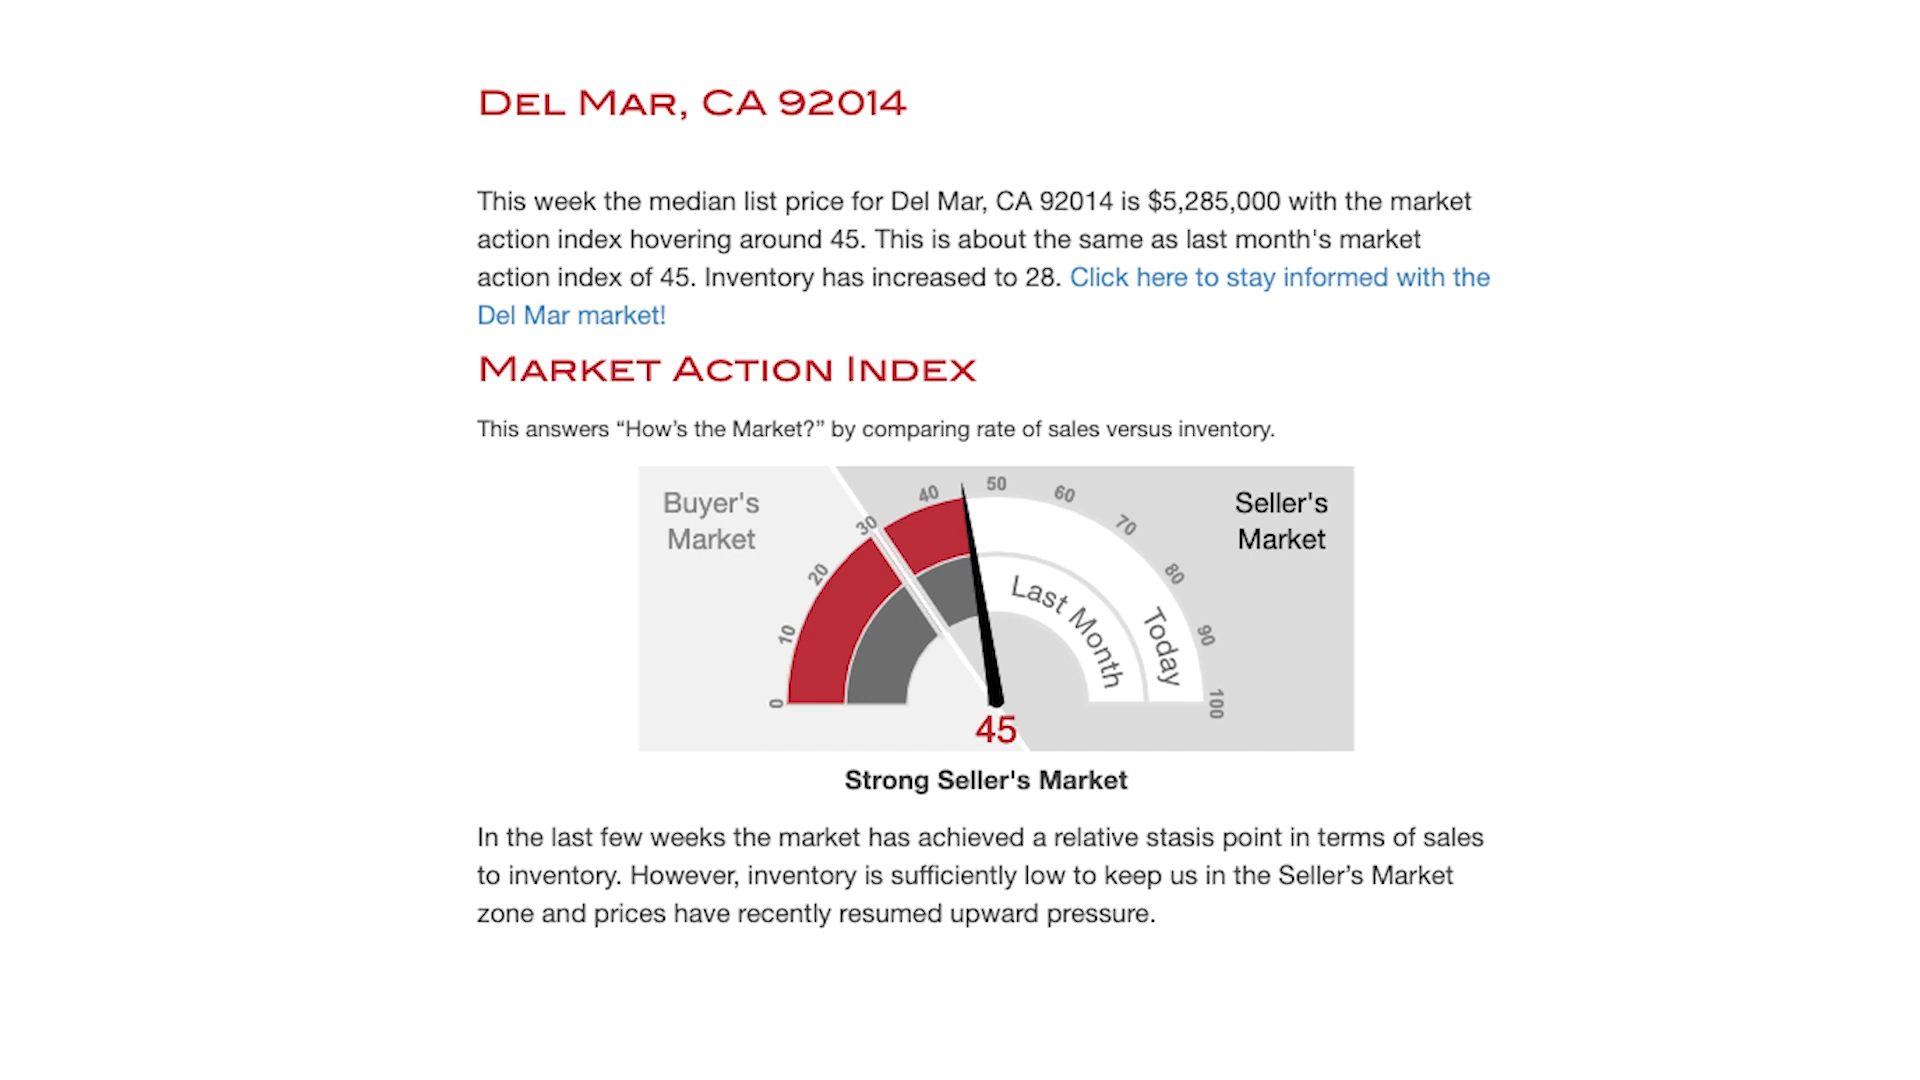 DEL MAR, CA 92014
This week the median list price for Del Mar, CA 92014 is $5,285,000 with the market
action index hovering around 45. This is about the same as last month's market
action index of 45. Inventory has increased to 28. Click here to stay informed with the
Del Mar market!
MARKET ACTION INDEX
This answers “How’s the Market?” by comparing rate of sales versus inventory.
Buyer's
Market
0
10
20
30
40
50
60
70
80
90
100
Seller's
Market
Last Month
Today
45
Strong Seller's Market
In the last few weeks the market has achieved a relative stasis point in terms of sales
to inventory. However, inventory is sufficiently low to keep us in the Seller’s Market
zone and prices have recently resumed upward pressure.